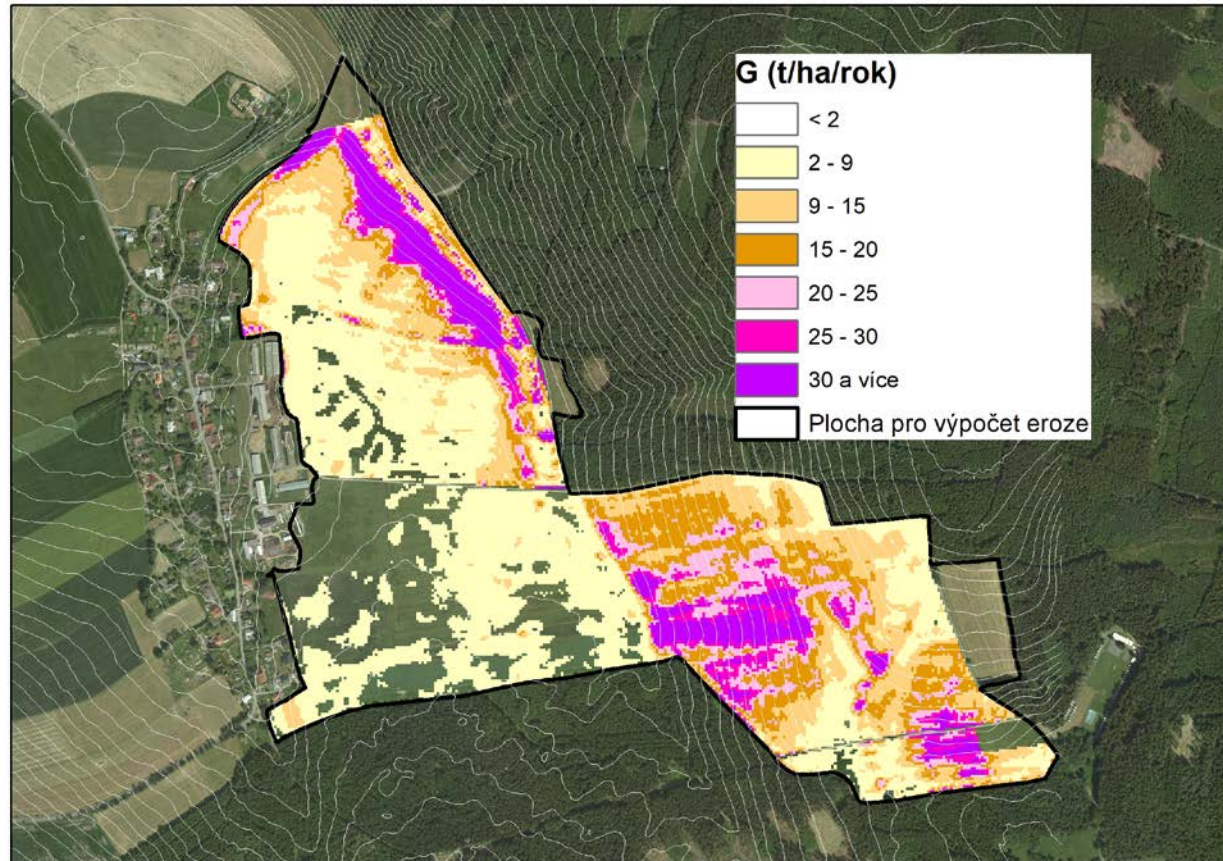 G (t/ha/rok)
< 2
2 - 9
9 - 15
15 - 20
20 - 25
25 - 30
30 a více
Plocha pro výpočet eroze